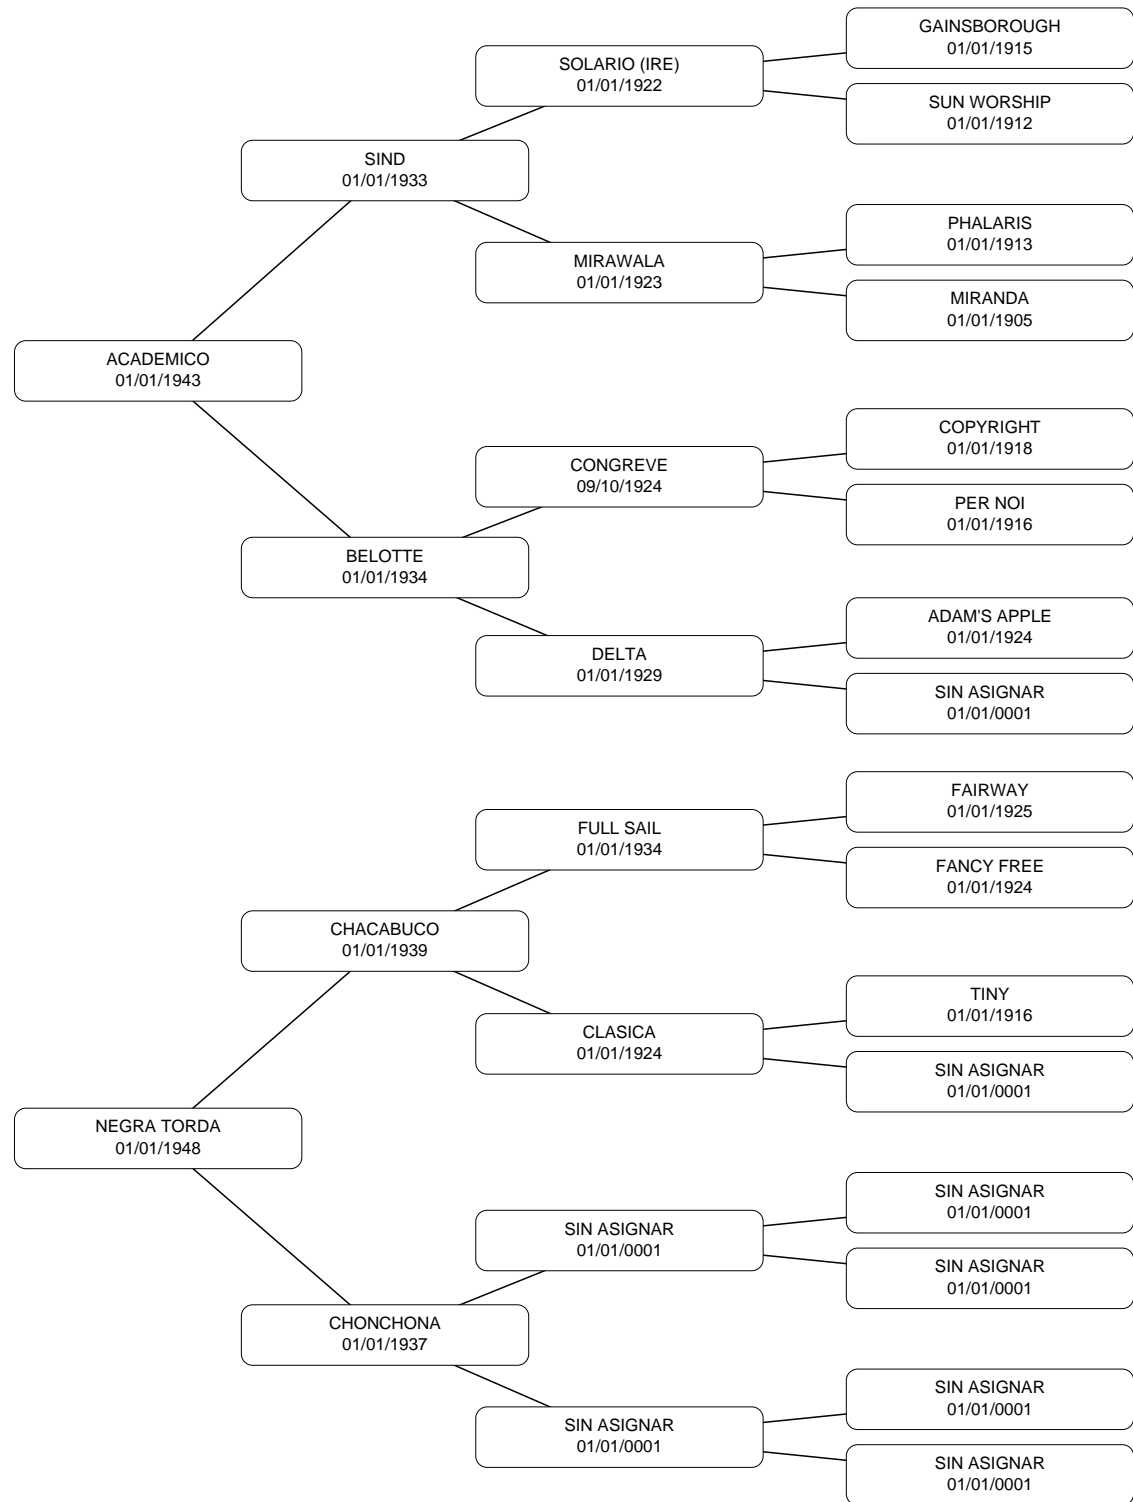 GAINSBOROUGH
01/01/1915
SOLARIO (IRE)
01/01/1922
SUN WORSHIP
01/01/1912
SIND
01/01/1933
PHALARIS
01/01/1913
MIRAWALA
01/01/1923
MIRANDA
01/01/1905
ACADEMICO
01/01/1943
COPYRIGHT
01/01/1918
CONGREVE
09/10/1924
PER NOI
01/01/1916
BELOTTE
01/01/1934
ADAM'S APPLE
01/01/1924
DELTA
01/01/1929
SIN ASIGNAR
01/01/0001
FAIRWAY
01/01/1925
FULL SAIL
01/01/1934
FANCY FREE
01/01/1924
CHACABUCO
01/01/1939
TINY
01/01/1916
CLASICA
01/01/1924
SIN ASIGNAR
01/01/0001
NEGRA TORDA
01/01/1948
SIN ASIGNAR
01/01/0001
SIN ASIGNAR
01/01/0001
SIN ASIGNAR
01/01/0001
CHONCHONA
01/01/1937
SIN ASIGNAR
01/01/0001
SIN ASIGNAR
01/01/0001
SIN ASIGNAR
01/01/0001